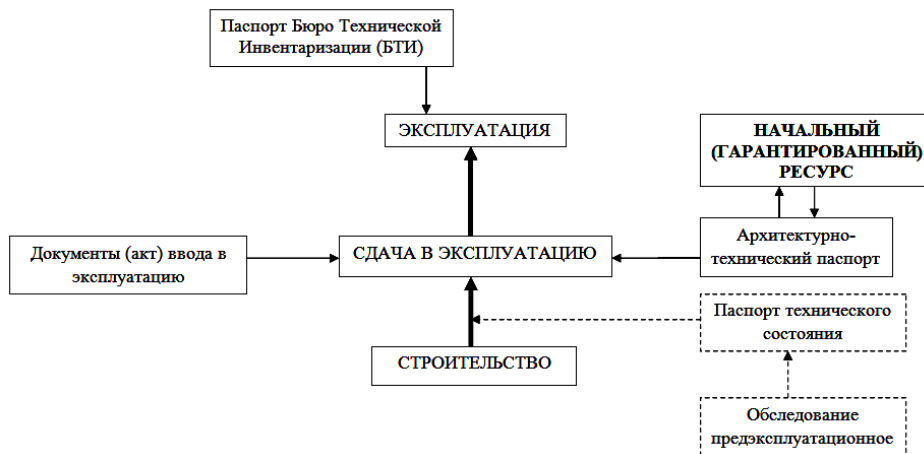 Паспорт Бюро Технической
Инвентаризации (БТИ)
ЭКСПЛУАТАЦИЯ
НАЧАЛЬНЫЙ
(ГАРАНТИРОВАННЫЙ)
РЕСУРС
Документы (акт) ввода в
эксплуатацию
СДАЧА В ЭКСПЛУАТАЦИЮ
Архитектурно-
технический паспорт
Паспорт технического
состояния
СТРОИТЕЛЬСТВО
Обследование
предэксплуатационное